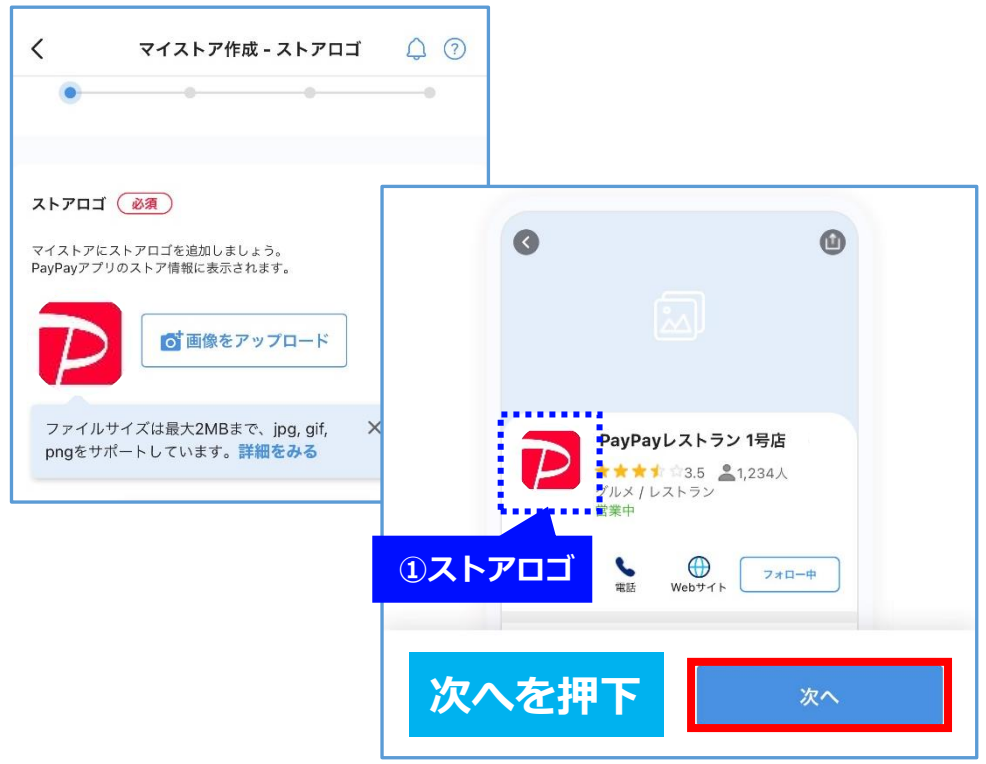 マイストア作成 - ストアロゴ
ストアロゴ 必須
マイストアにストアロゴを追加しましょう。
PayPayアプリのストア情報に表示されます。
画像をアップロード
ファイルサイズは最大2MBまで、jpg, gif,
pngをサポートしています。詳細をみる
PayPayレストラン 1号店
3.5 1,234人
グルメ / レストラン
営業中
①ストアロゴ
電話
Webサイト
フォロー中
次へを押下
次へ